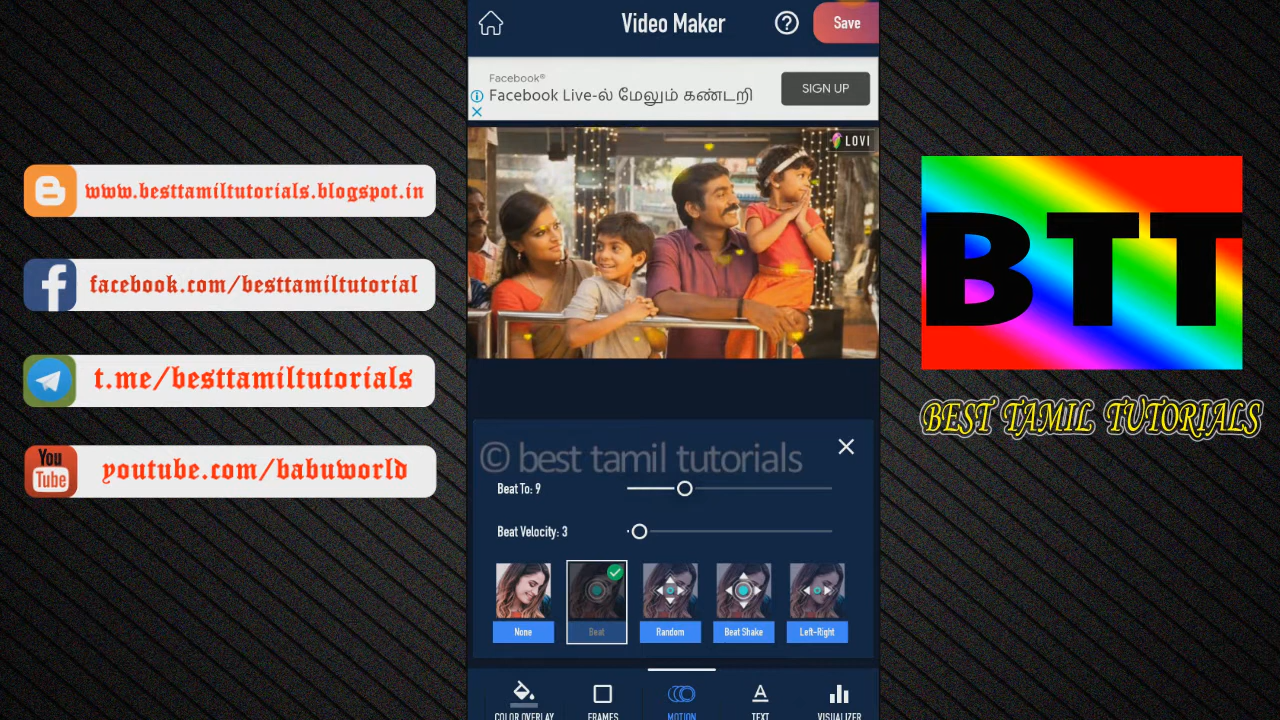 Video Maker
Save
Facebook®
Facebook Live-ல் மேலும் கண்டறி
SIGN UP
LOVI
www.besttamiltutorials.blogspot.in
facebook.com/besttamiltutorial
t.me/besttamiltutorials
You
Tube
youtube.com/babuworld
BTT
BEST TAMIL TUTORIALS
© best tamil tutorials
Beat To: 9
Beat Velocity: 3
None
Beat
Random
Beat Shake
Left-Right
COLOR OVERLAY
FRAMES
MOTION
TEXT
VISUALIZER